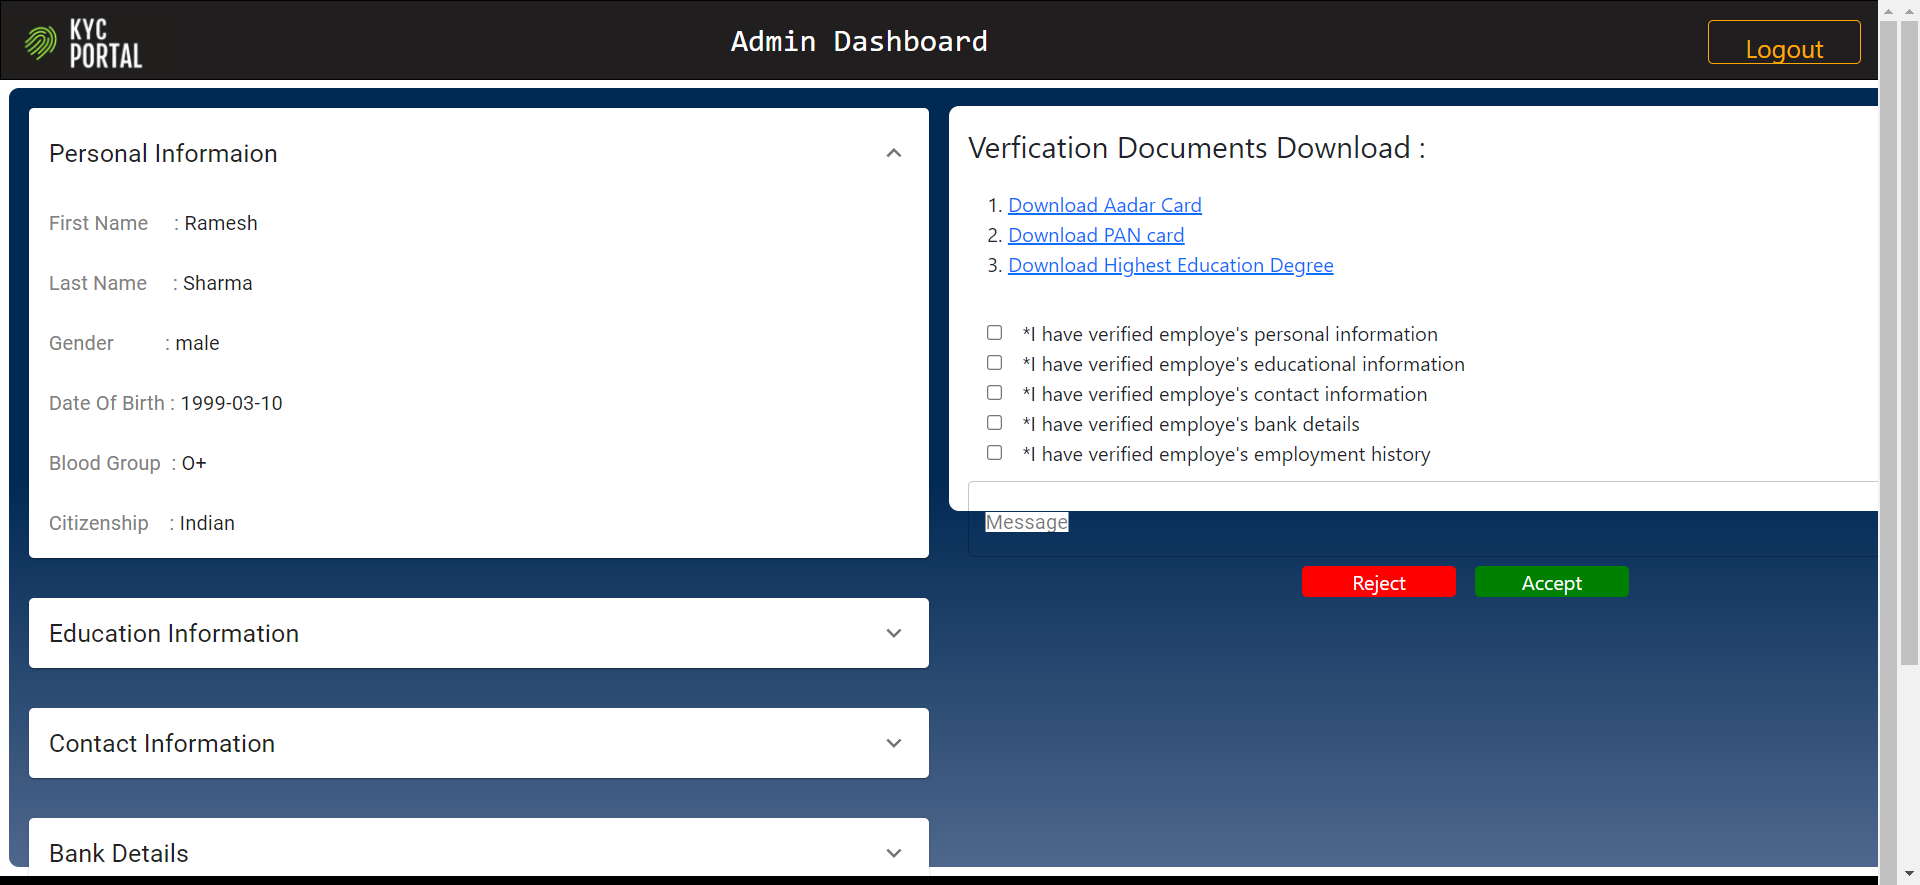 KYC
PORTAL
Admin Dashboard
Logout
Personal Informaion
First Name : Ramesh
Last Name : Sharma
Gender : male
Date Of Birth : 1999-03-10
Blood Group : O+
Citizenship : Indian
Education Information
Contact Information
Bank Details
Verfication Documents Download :
1. Download Aadar Card
2. Download PAN card
3. Download Highest Education Degree
*I have verified employe's personal information
*I have verified employe's educational information
*I have verified employe's contact information
*I have verified employe's bank details
*I have verified employe's employment history
Message
Reject
Accept